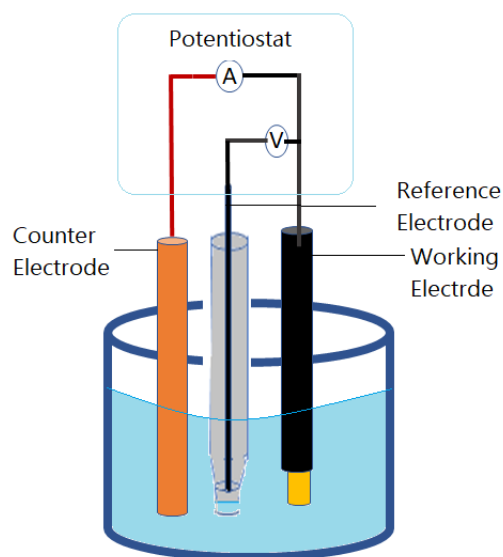 Potentiostat
A
V
Reference
Electrode
Counter
Electrode
Working
Electrde